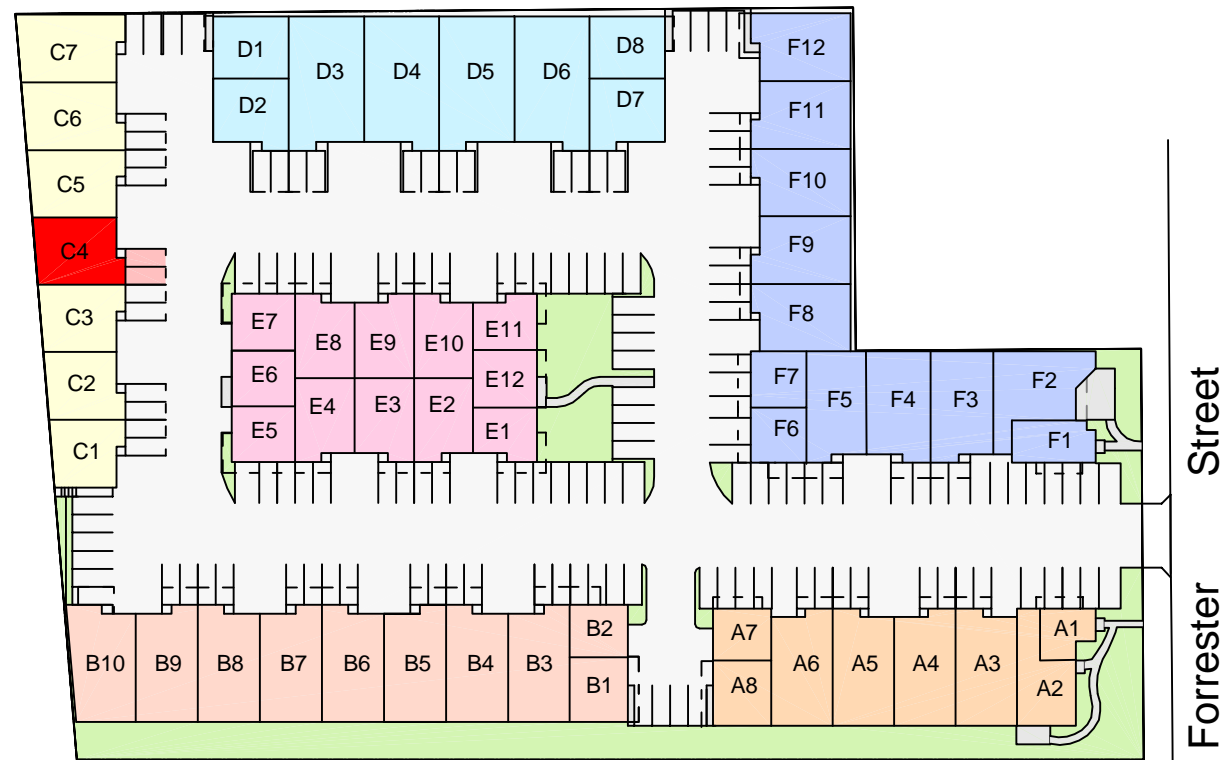 C7
C6
C5
C4
C3
C2
C1
D1
D2
D3
D4
D5
D6
D8
D7
F12
F11
F10
F9
F8
F7
F6
F5
F4
F3
F2
F1
E7
E6
E5
E8
E4
E9
E3
E10
E2
E11
E12
E1
B10
B9
B8
B7
B6
B5
B4
B3
B2
B1
A7
A8
A6
A5
A4
A3
A1
A2
Forrester Street